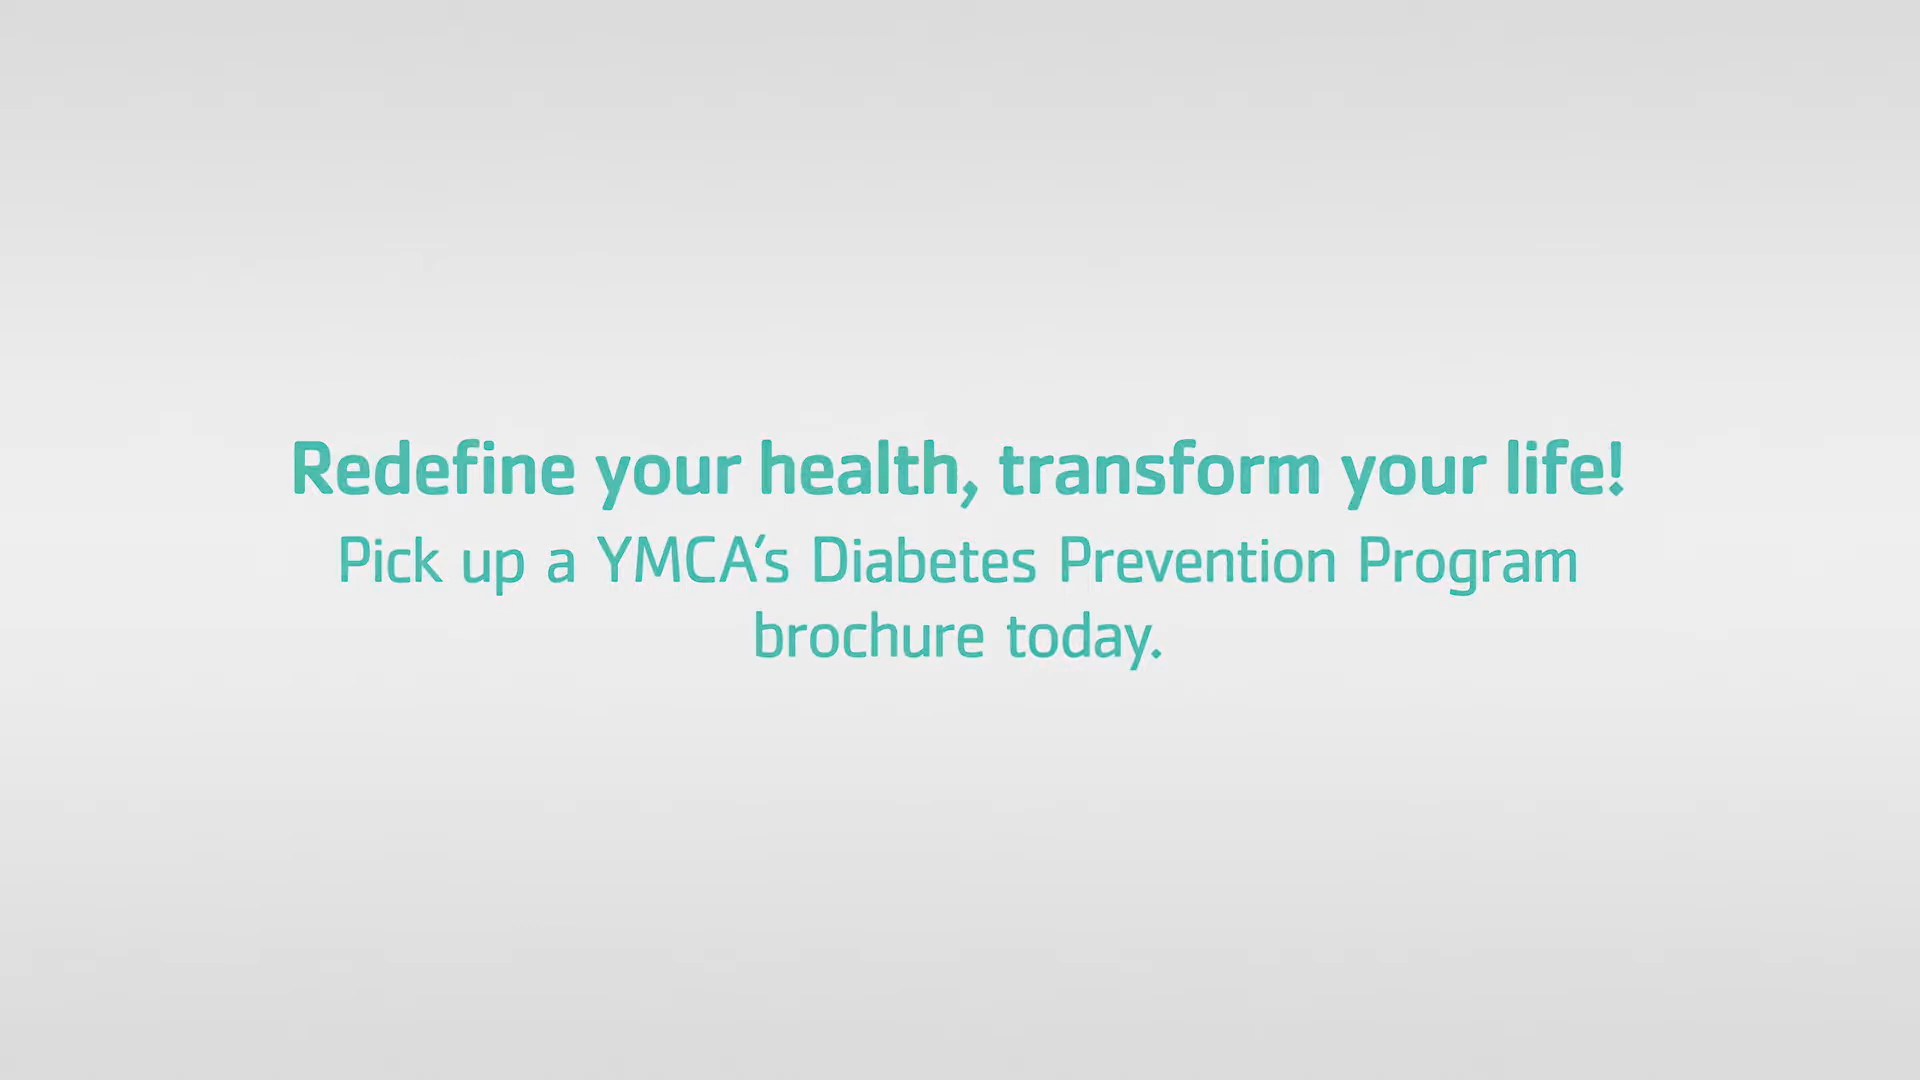 Redefine your health, transform your life!
Pick up a YMCA's Diabetes Prevention Program
brochure today.